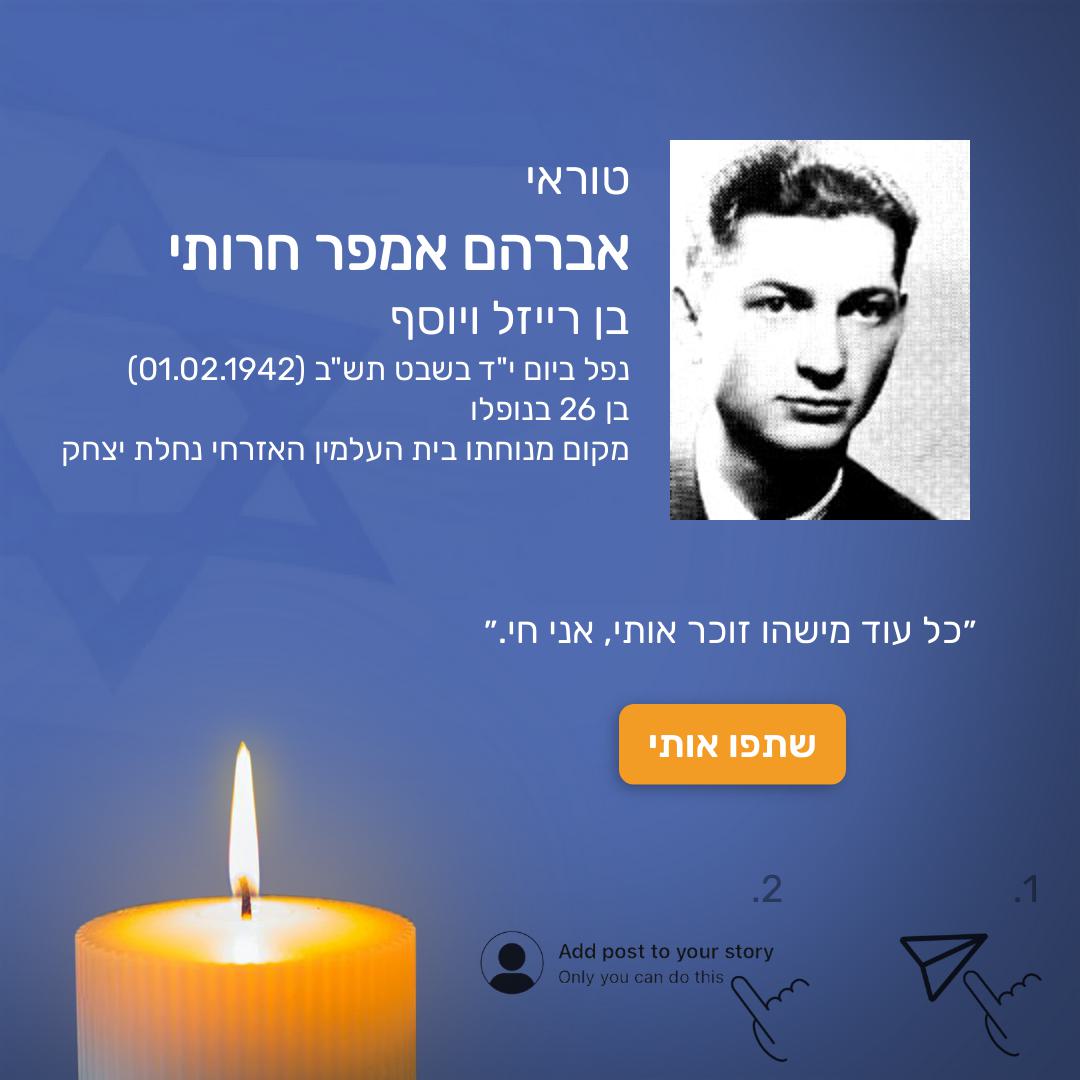 טוראי
אברהם אמפר חרותי
בן רייזל ויוסף
נפל ביום י"ד בשבט תש"ב (01.02.1942)
בן 26 בנופלו
מקום מנוחתו בית העלמין האזרחי נחלת יצחק
״כל עוד מישהו זוכר אותי, אני חי.״
שתפו אותי
1.
2.
Add post to your story
Only you can do this